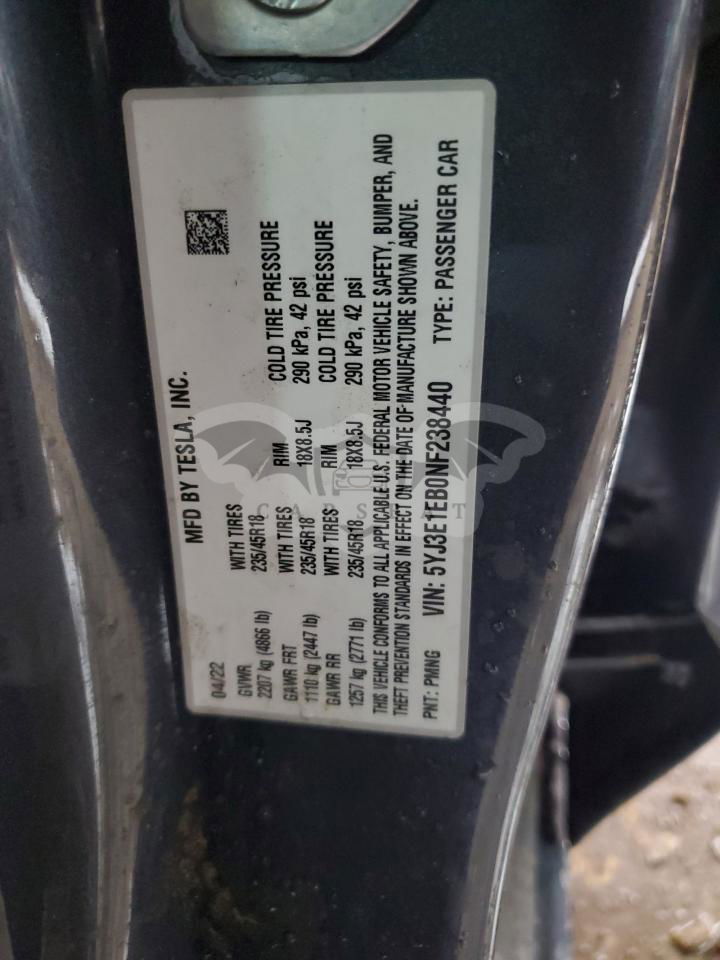 MFD BY TESLA, INC.
04/22
GVWR WITH TIRES RIM COLD TIRE PRESSURE
2207 kg (4866 lb) 235/45R18 18X8.5J 290 kPa, 42 psi
GAWR FRT WITH TIRES RIM COLD TIRE PRESSURE
1110 kg (2447 lb) 235/45R18 18X8.5J 290 kPa, 42 psi
GAWR RR
1257 kg (2771 lb) 235/45R18
THIS VEHICLE CONFORMS TO ALL APPLICABLE U.S. FEDERAL MOTOR VEHICLE SAFETY, BUMPER, AND
THEFT PREVENTION STANDARDS IN EFFECT ON THE DATE OF MANUFACTURE SHOWN ABOVE.
PNT: PMNG VIN: 5YJ3E1EB0NF238440 TYPE: PASSENGER CAR